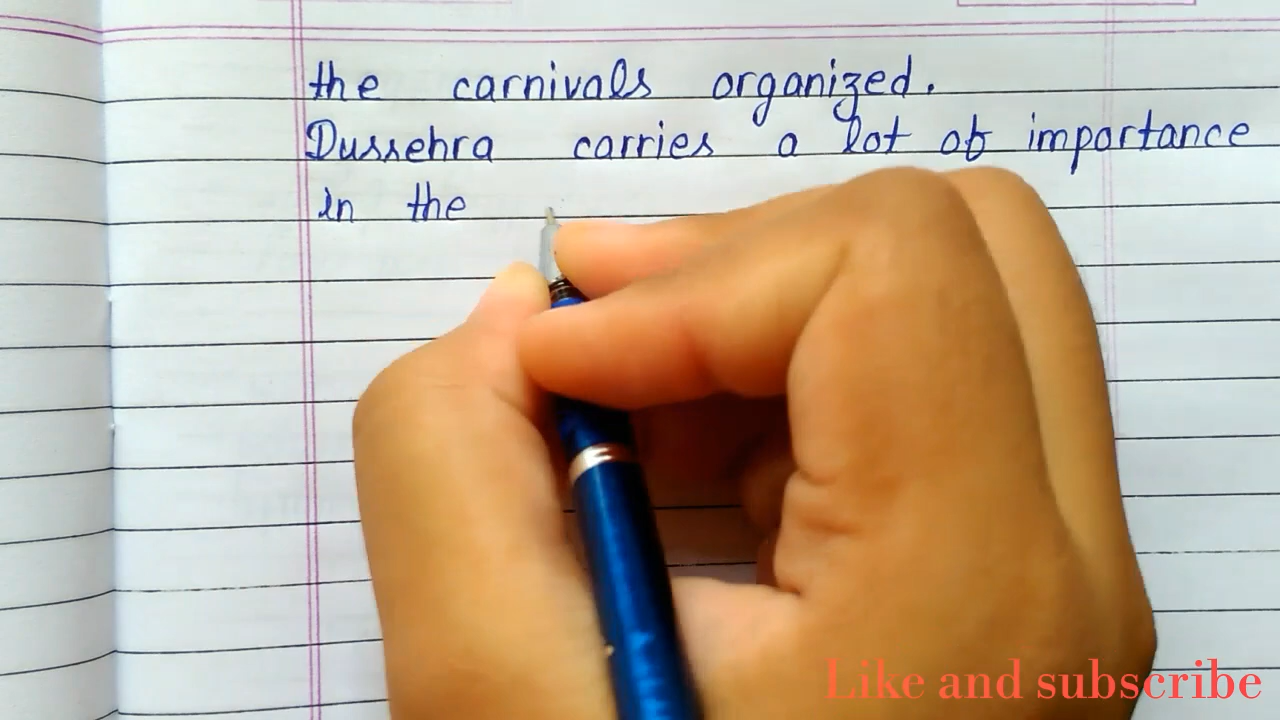 the carnivals organized.
Dussehra carries a lot of importance
in the
Like and subscribe